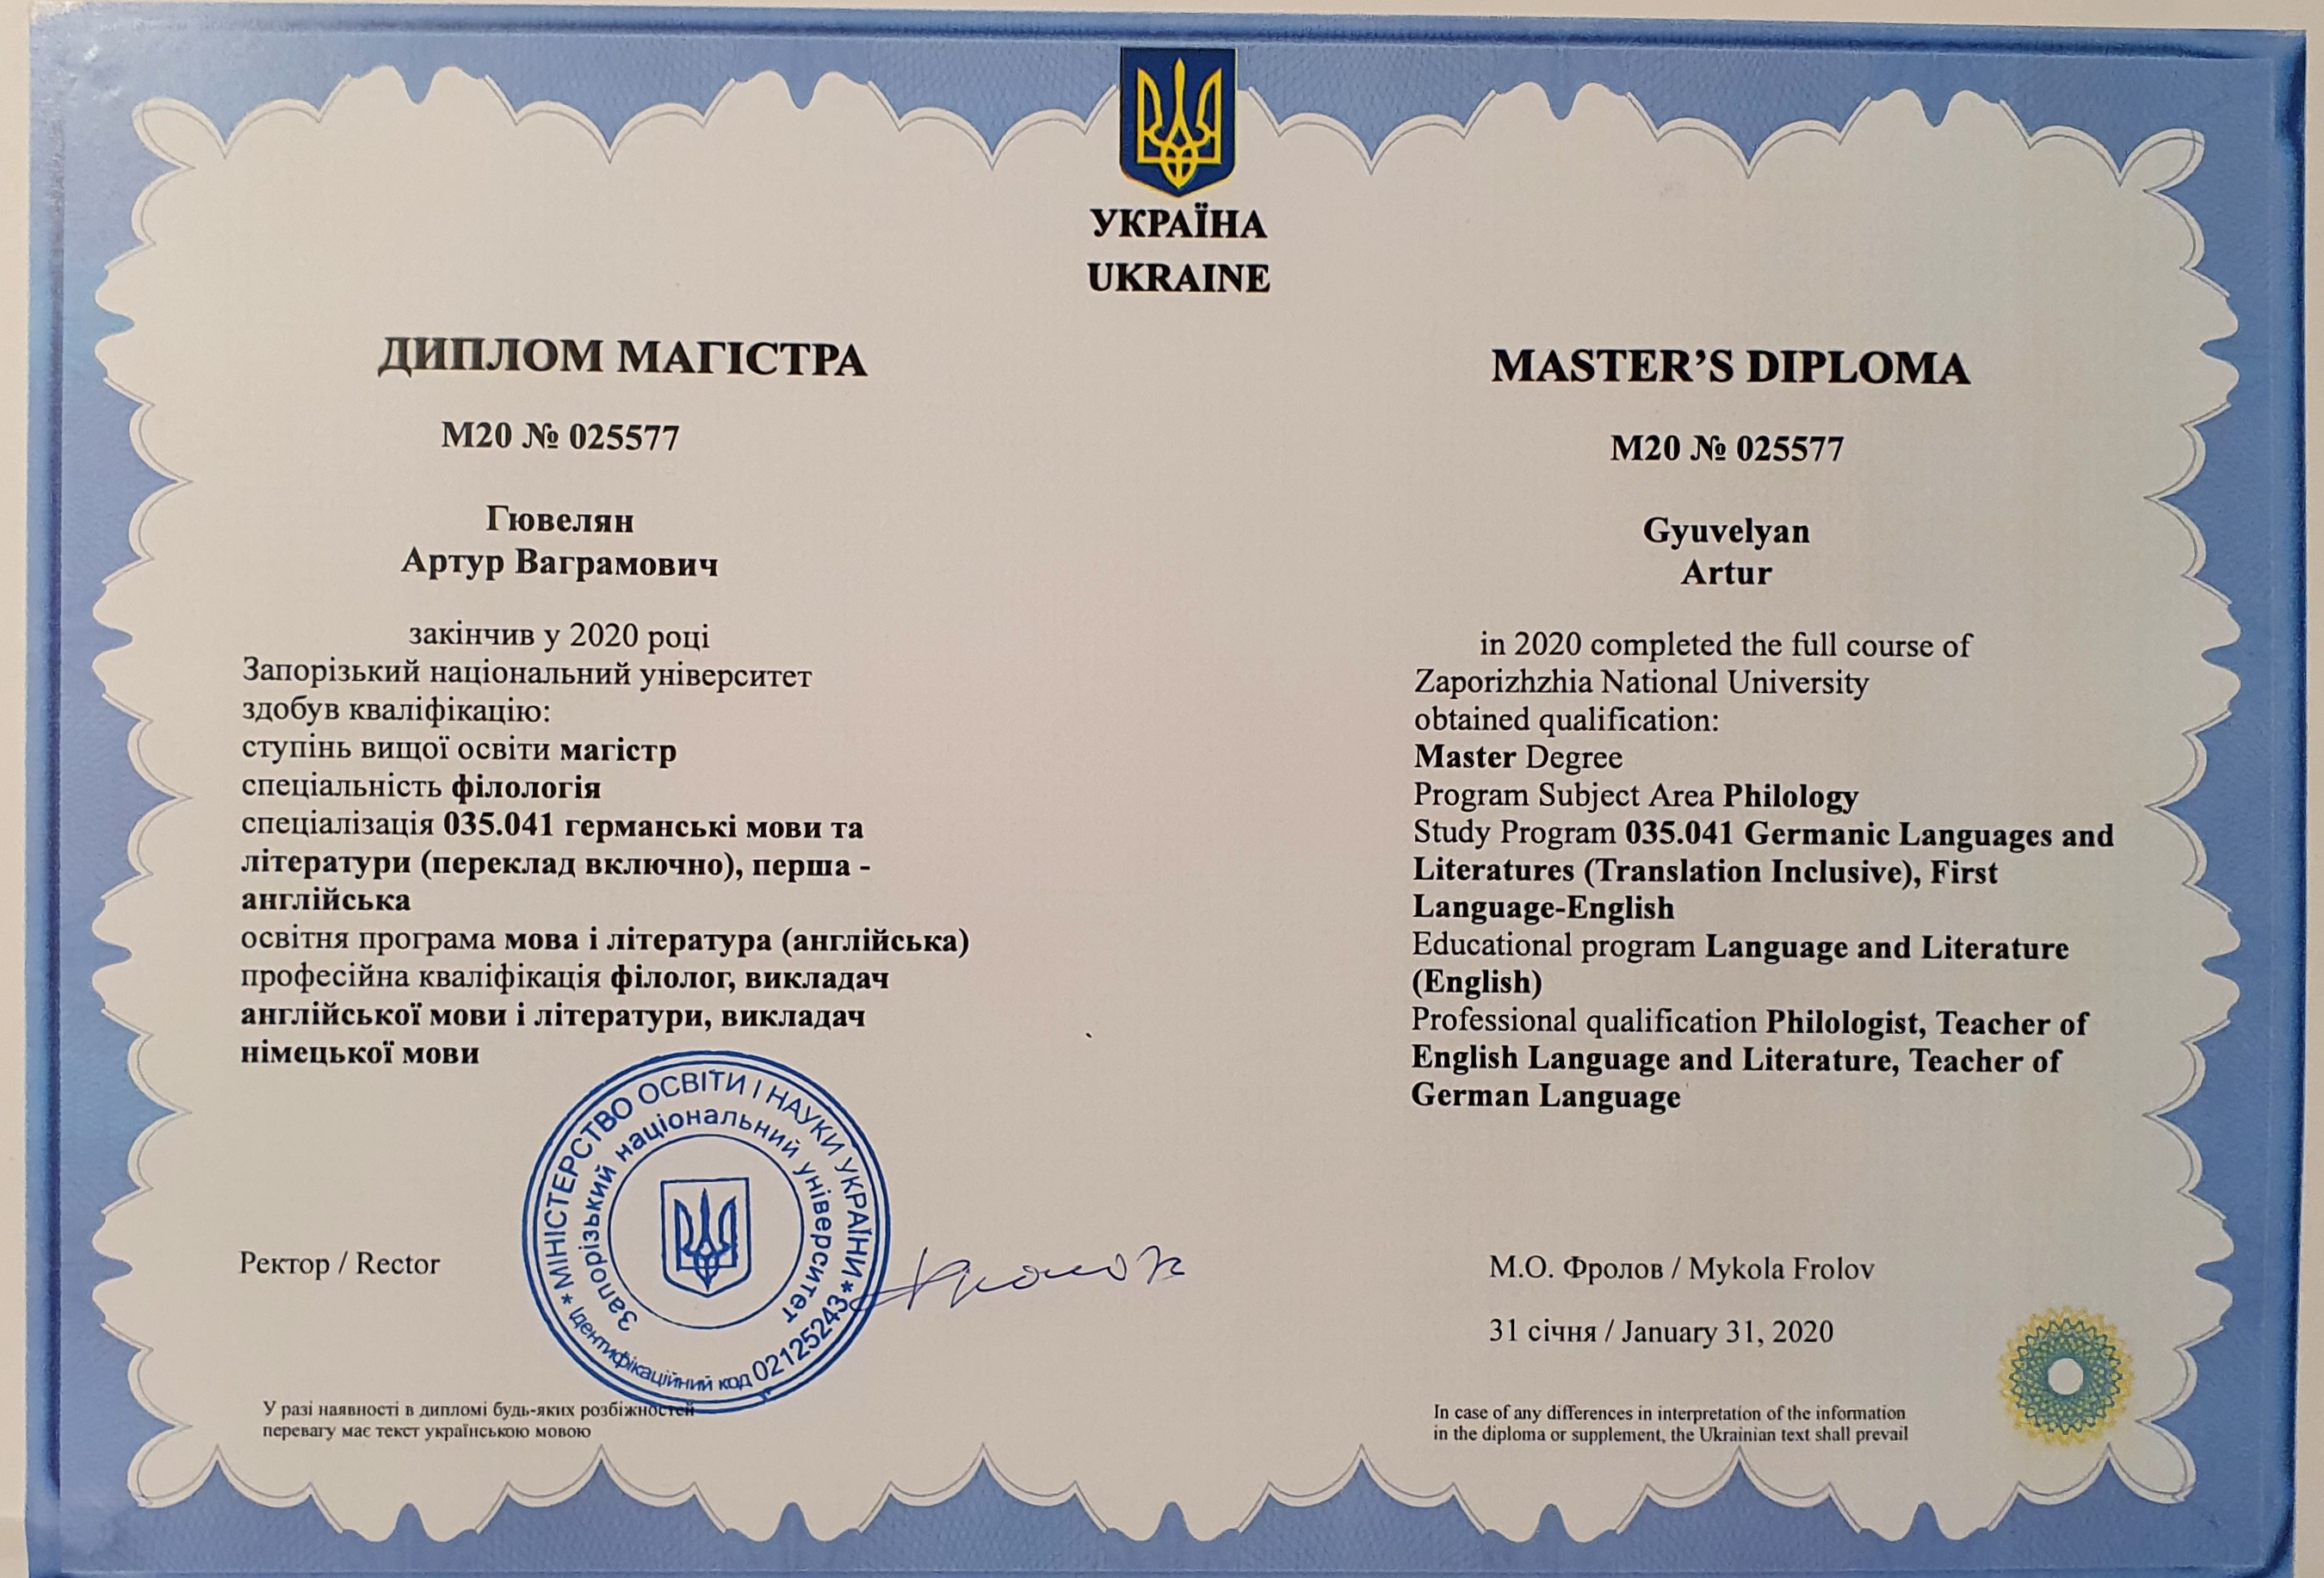 УКРАЇНА
UKRAINE
ДИПЛОМ МАГІСТРА
М20 № 025577
Гювелян
Артур Ваграмович
закінчив у 2020 році
Запорізький національний університет
здобув кваліфікацію:
ступінь вищої освіти магістр
спеціальність філологія
спеціалізація 035.041 германські мови та
літератури (переклад включно), перша -
англійська
освітня програма мова і література (англійська)
професійна кваліфікація філолог, викладач
англійської мови і літератури, викладач
німецької мови
MASTER’S DIPLOMA
M20 № 025577
Gyuvelyan
Artur
in 2020 completed the full course of
Zaporizhzhia National University
obtained qualification:
Master Degree
Program Subject Area Philology
Study Program 035.041 Germanic Languages and
Literatures (Translation Inclusive), First
Language-English
Educational program Language and Literature
(English)
Professional qualification Philologist, Teacher of
English Language and Literature, Teacher of
German Language
Ректор / Rector
* МІНІСТЕРСТВО ОСВІТИ І НАУКИ УКРАЇНИ *
Запорізький національний університет
Ідентифікаційний код 02125243
М.О. Фролов / Mykola Frolov
31 січня / January 31, 2020
У разі наявності в дипломі будь-яких розбіжностей
перевагу має текст українською мовою
In case of any differences in interpretation of the information
in the diploma or supplement, the Ukrainian text shall prevail